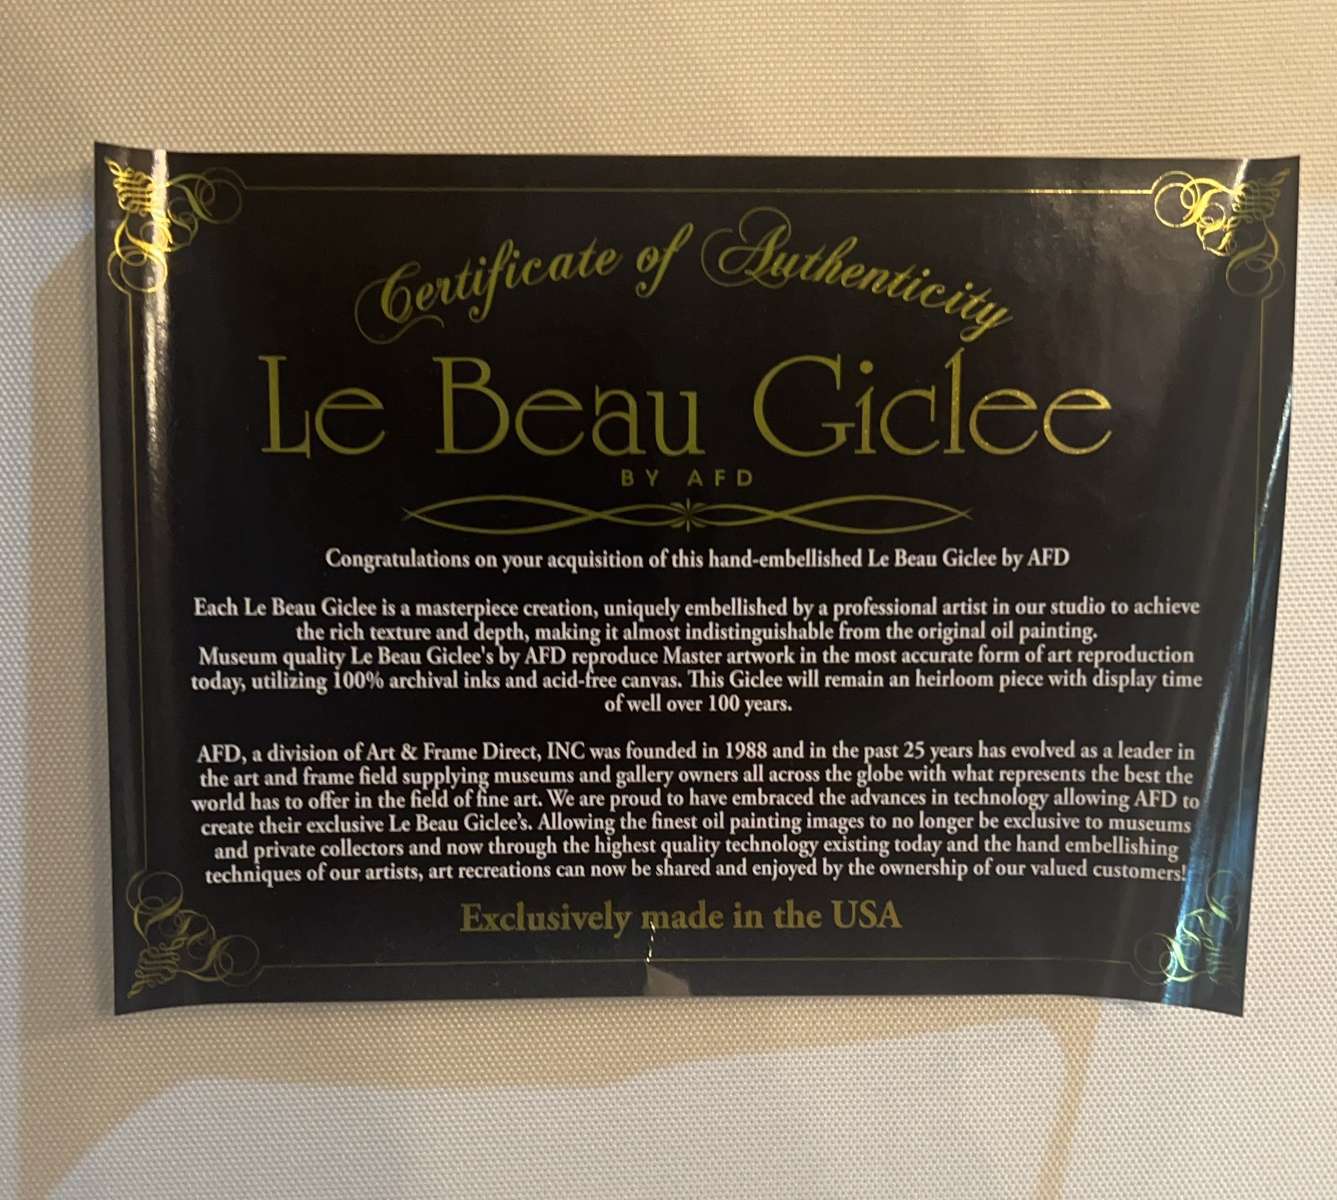 Certificate of Authenticity
Le Beau Giclee
BY AFD
Congratulations on your acquisition of this hand-embellished Le Beau Giclee by AFD
Each Le Beau Giclee is a masterpiece creation, uniquely embellished by a professional artist in our studio to achieve
the rich texture and depth, making it almost indistinguishable from the original oil painting.
Museum quality Le Beau Giclee's by AFD reproduce Master artwork in the most accurate form of art reproduction
today, utilizing 100% archival inks and acid-free canvas. This Giclee will remain an heirloom piece with display time
of well over 100 years.
AFD, a division of Art & Frame Direct, INC was founded in 1988 and in the past 25 years has evolved as a leader in
the art and frame field supplying museums and gallery owners all across the globe with what represents the best the
world has to offer in the field of fine art. We are proud to have embraced the advances in technology allowing AFD to
create their exclusive Le Beau Giclee's. Allowing the finest oil painting images to no longer be exclusive to museums
and private collectors and now through the highest quality technology existing today and the hand embellishing
techniques of our artists, art recreations can now be shared and enjoyed by the ownership of our valued customers!
Exclusively made in the USA